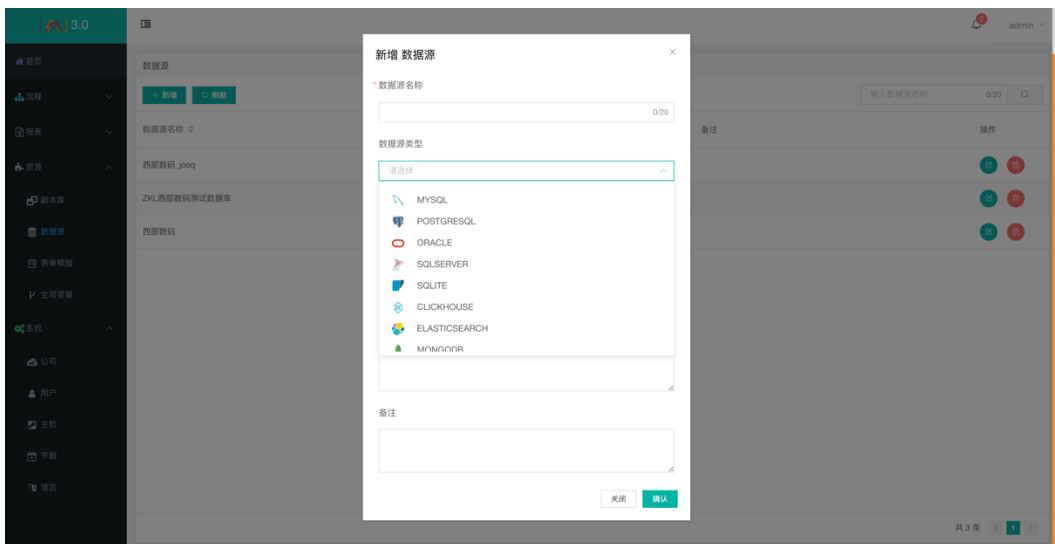 3.0
2
admin
首页
流程
报表
资源
脚本库
数据源
表单模版
全局变量
系统
公司
用户
主机
节假
语言
数据源
+ 新增
刷新
输入数据源名称
0/20
数据源名称
备注
操作
西部数码_jooq
ZKL西部数码测试数据库
西部数码
新增 数据源
×
* 数据源名称
0/20
数据源类型
请选择
MYSQL
POSTGRESQL
ORACLE
SQLSERVER
SQLITE
CLICKHOUSE
ELASTICSEARCH
MONGODB
备注
关闭 确认
共 3 条 < 1 >